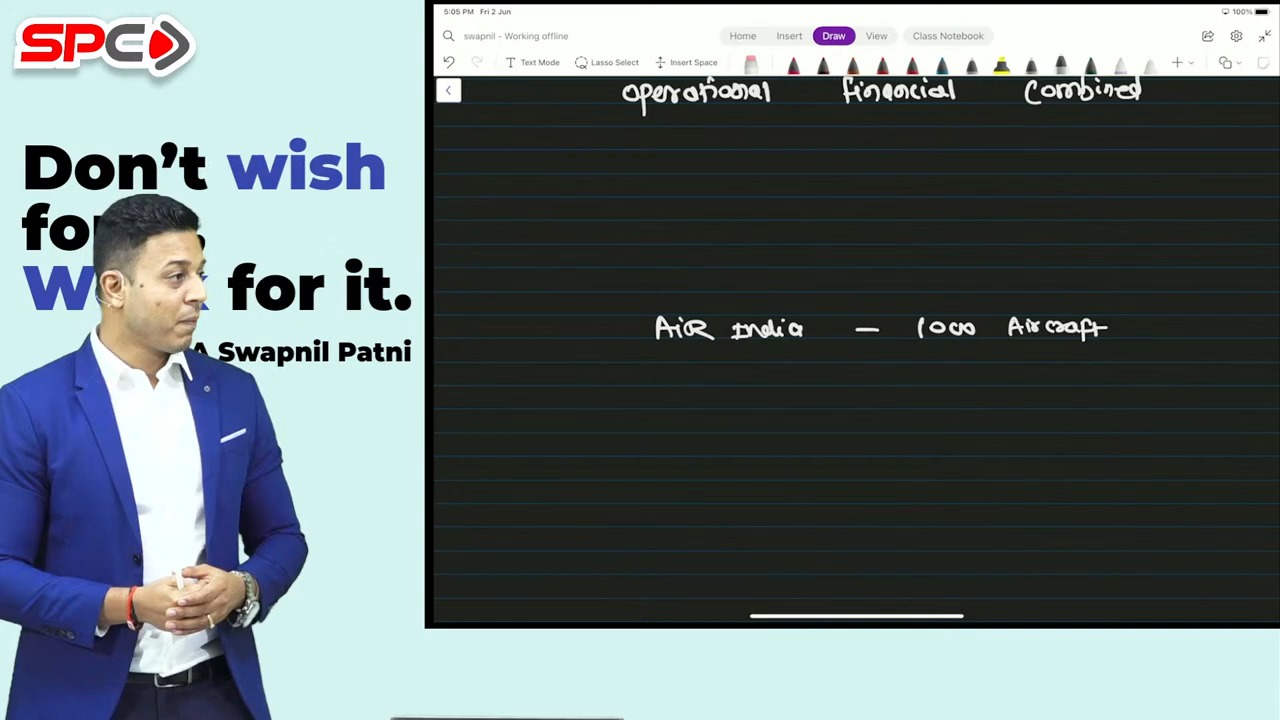 SPC
Don't wish
for
W for it.
A Swapnil Patni
5:05 PM Fri 2 Jun
100%
swapnil - Working offline
Home Insert Draw View Class Notebook
Text Mode Lasso Select Insert Space
operational financial combined
AiR India — 1000 Aircraft